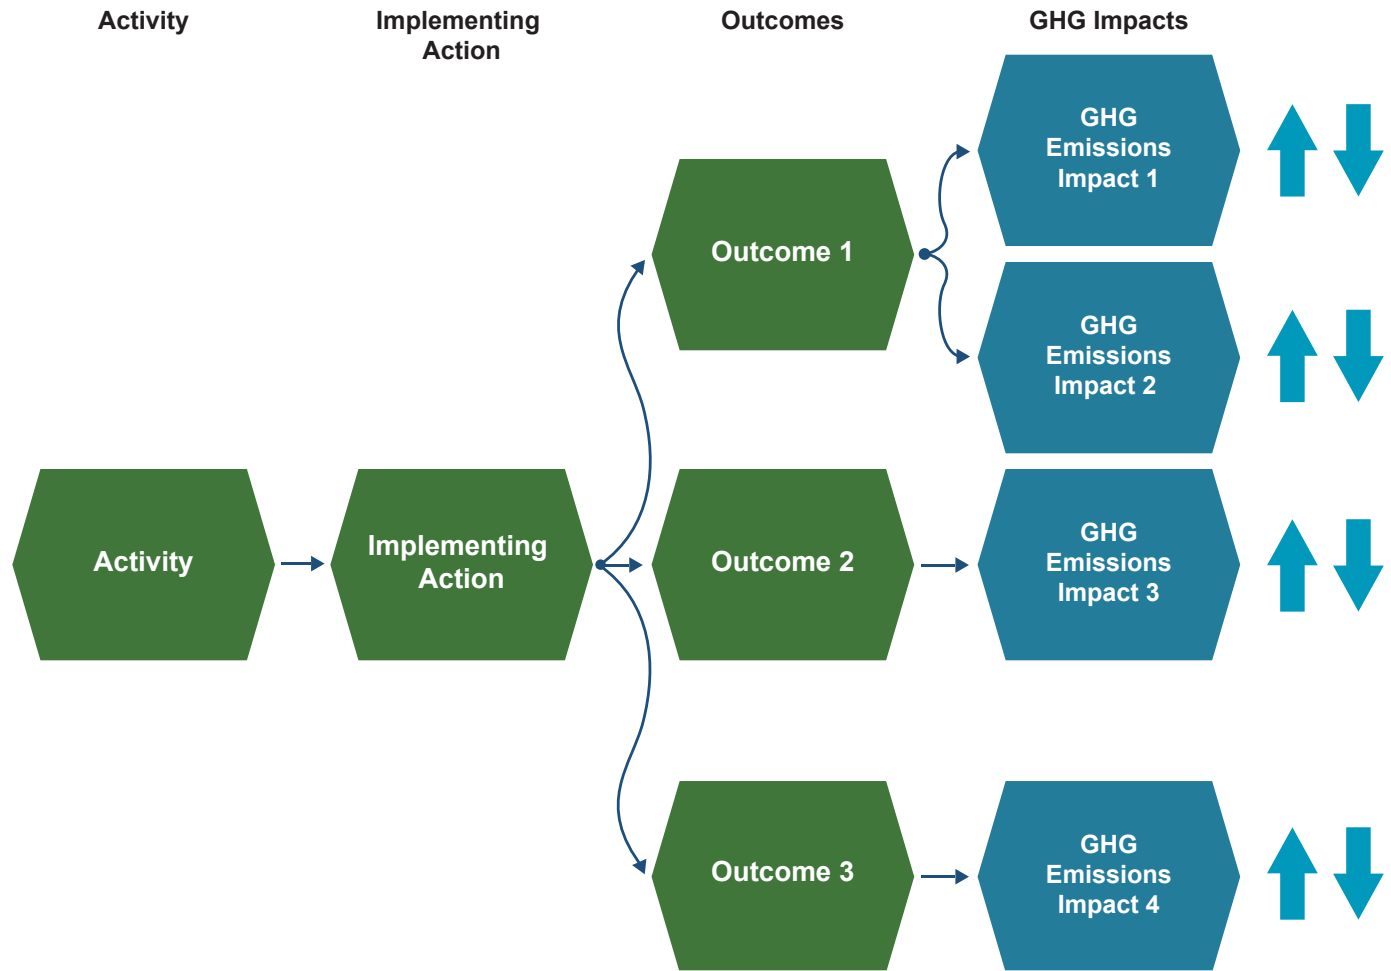 Activity
Implementing
Action
Outcomes
GHG Impacts
GHG
Emissions
Impact 1
Outcome 1
GHG
Emissions
Impact 2
Activity
Implementing
Action
Outcome 2
GHG
Emissions
Impact 3
Outcome 3
GHG
Emissions
Impact 4